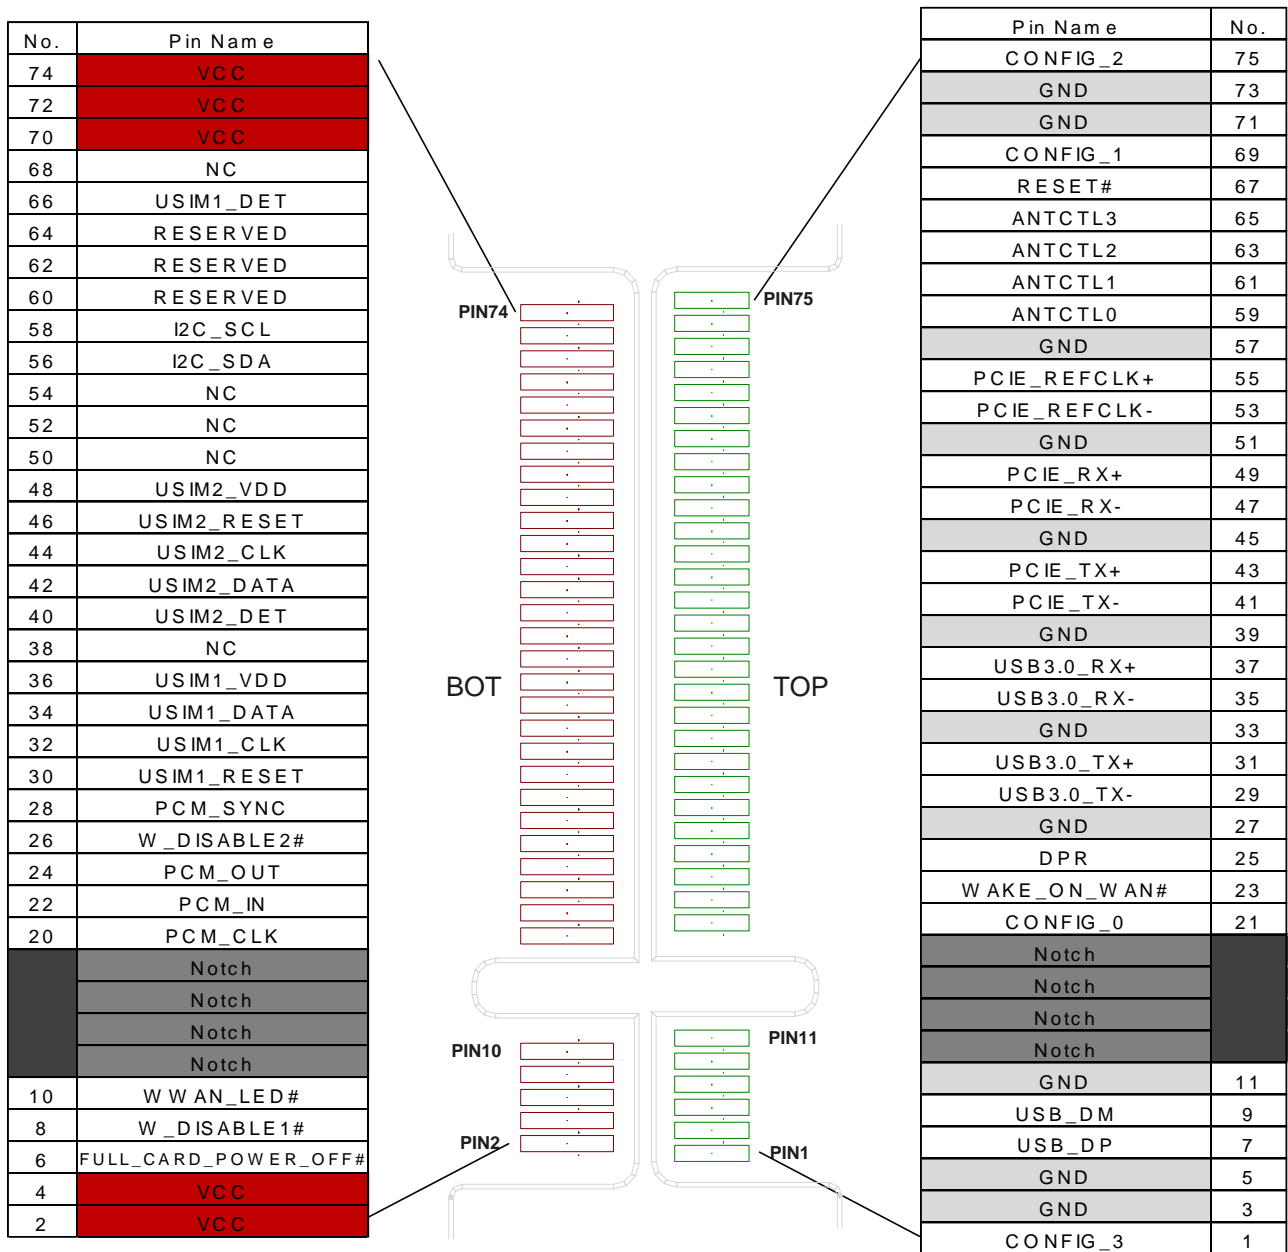 No. Pin Name
74 VCC
72 VCC
70 VCC
68 NC
66 USIM1_DET
64 RESERVED
62 RESERVED
60 RESERVED
58 I2C_SCL
56 I2C_SDA
54 NC
52 NC
50 NC
48 USIM2_VDD
46 USIM2_RESET
44 USIM2_CLK
42 USIM2_DATA
40 USIM2_DET
38 NC
36 USIM1_VDD
34 USIM1_DATA
32 USIM1_CLK
30 USIM1_RESET
28 PCM_SYNC
26 W_DISABLE2#
24 PCM_OUT
22 PCM_IN
20 PCM_CLK
Notch
Notch
Notch
Notch
10 WWAN_LED#
8 W_DISABLE1#
6 FULL_CARD_POWER_OFF#
4 VCC
2 VCC
PIN74
PIN75
BOT
TOP
PIN10
PIN11
PIN2
PIN1
Pin Name No.
CONFIG_2 75
GND 73
GND 71
CONFIG_1 69
RESET# 67
ANTCTL3 65
ANTCTL2 63
ANTCTL1 61
ANTCTL0 59
GND 57
PCIE_REFCLK+ 55
PCIE_REFCLK- 53
GND 51
PCIE_RX+ 49
PCIE_RX- 47
GND 45
PCIE_TX+ 43
PCIE_TX- 41
GND 39
USB3.0_RX+ 37
USB3.0_RX- 35
GND 33
USB3.0_TX+ 31
USB3.0_TX- 29
GND 27
DPR 25
WAKE_ON_WAN# 23
CONFIG_0 21
Notch
Notch
Notch
Notch
GND 11
USB_DM 9
USB_DP 7
GND 5
GND 3
CONFIG_3 1